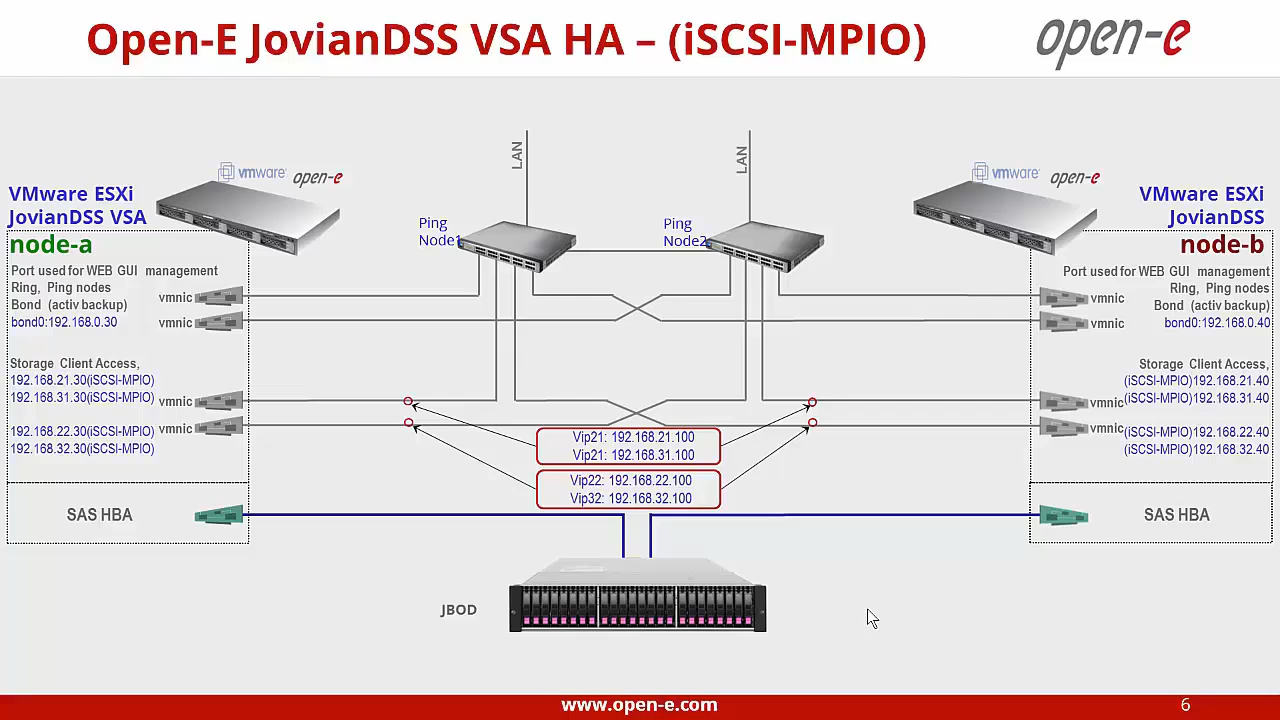 Open-E JovianDSS VSA HA – (iSCSI-MPIO)
open-e
LAN
LAN
vmware open-e
vmware open-e
VMware ESXi
JovianDSS VSA
node-a
Port used for WEB GUI management
Ring, Ping nodes
Bond (activ backup)
bond0:192.168.0.30
vmnic
vmnic
Storage Client Access,
192.168.21.30(iSCSI-MPIO)
192.168.31.30(iSCSI-MPIO)
vmnic
192.168.22.30(iSCSI-MPIO)
192.168.32.30(iSCSI-MPIO)
vmnic
SAS HBA
Ping
Node1
Ping
Node2
VMware ESXi
JovianDSS
node-b
Port used for WEB GUI management
Ring, Ping nodes
Bond (activ backup)
bond0:192.168.0.40
vmnic
vmnic
Storage Client Access,
(iSCSI-MPIO)192.168.21.40
(iSCSI-MPIO)192.168.31.40
vmnic
(iSCSI-MPIO)192.168.22.40
(iSCSI-MPIO)192.168.32.40
vmnic
SAS HBA
Vip21: 192.168.21.100
Vip21: 192.168.31.100
Vip22: 192.168.22.100
Vip32: 192.168.32.100
JBOD
www.open-e.com
6